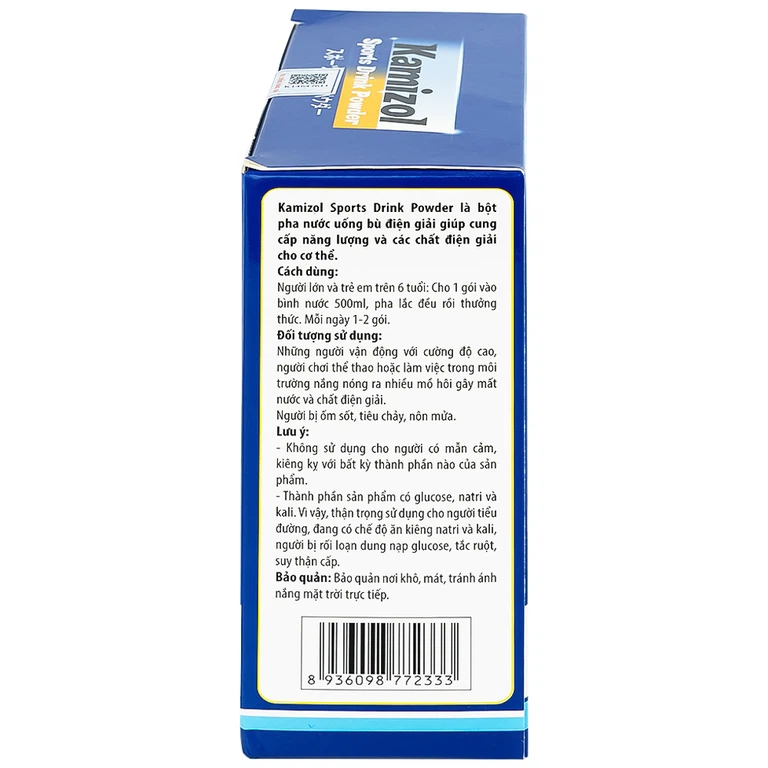 Kamizol
Sports Drink Powder
Kamizol Sports Drink Powder là bột
pha nước uống bù điện giải giúp cung
cấp năng lượng và các chất điện giải
cho cơ thể.
Cách dùng:
Người lớn và trẻ em trên 6 tuổi: Cho 1 gói vào
bình nước 500ml, pha lắc đều rồi thưởng
thức. Mỗi ngày 1-2 gói.
Đối tượng sử dụng:
Những người vận động với cường độ cao,
người chơi thể thao hoặc làm việc trong môi
trường nắng nóng ra nhiều mồ hôi gây mất
nước và chất điện giải.
Người bị ốm sốt, tiêu chảy, nôn mửa.
Lưu ý:
- Không sử dụng cho người có mẫn cảm,
kiêng kỵ với bất kỳ thành phần nào của sản
phẩm.
- Thành phần sản phẩm có glucose, natri và
kali. Vì vậy, thận trọng sử dụng cho người tiểu
đường, đang có chế độ ăn kiêng natri và kali,
người bị rối loạn dung nạp glucose, tắc ruột,
suy thận cấp.
Bảo quản: Bảo quản nơi khô, mát, tránh ánh
nắng mặt trời trực tiếp.
8 936098 772333